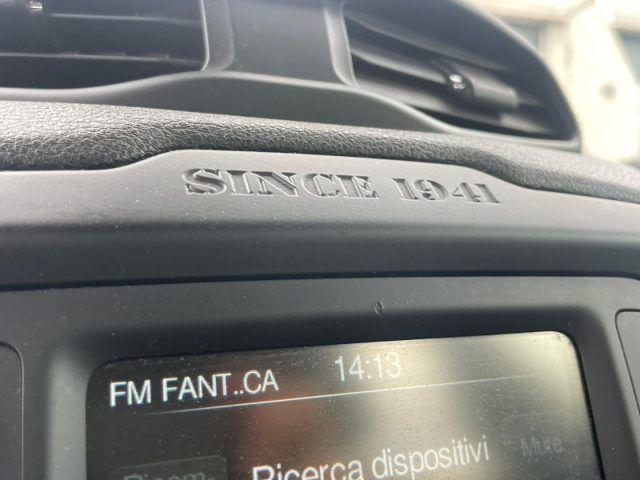 SINCE 1941
FM FANT..CA 14:13
Ricerca dispositivi
Mute